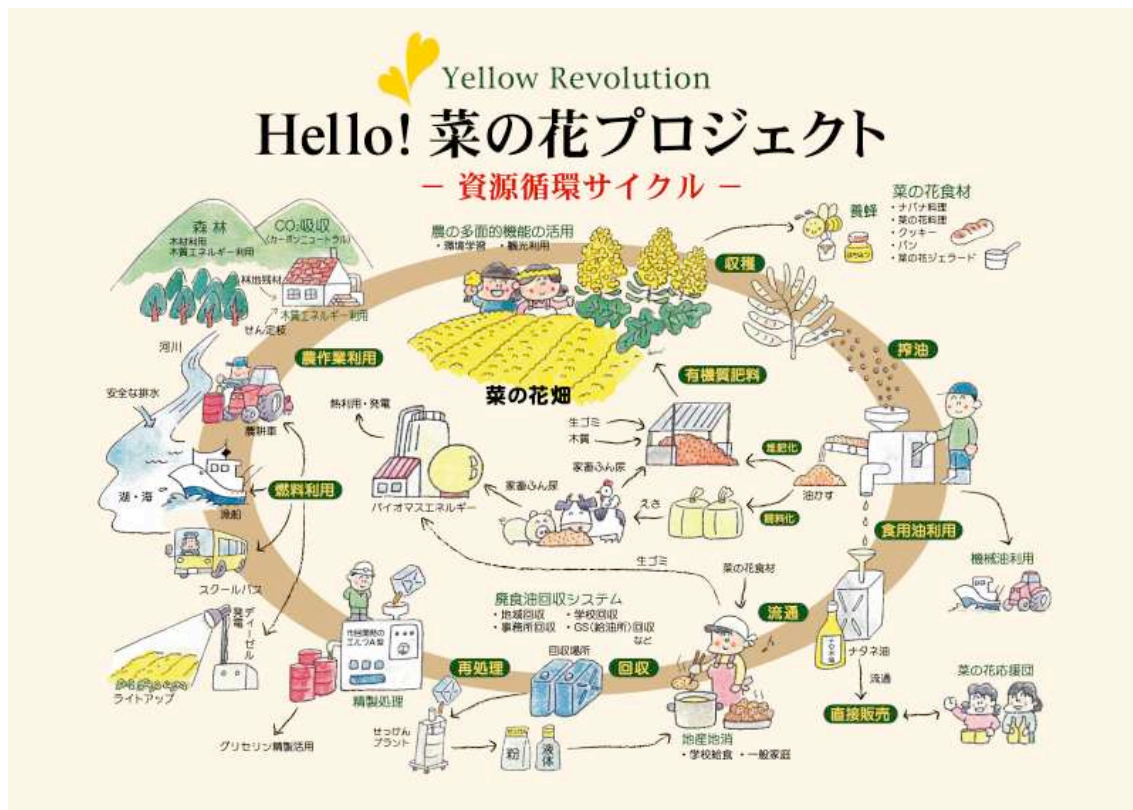 Yellow Revolution
Hello! 菜の花プロジェクト
− 資源循環サイクル −
森林
木材利用
木質エネルギー利用
CO₂吸収
(カーボンニュートラル)
林地残材
木質エネルギー利用
せん定枝
農の多面的機能の活用
・環境学習 ・観光利用
収穫
養蜂
はちみつ
菜の花食材
・ナバナ料理
・菜の花料理
・クッキー
・パン
・菜の花ジェラード
搾油
河川
農作業利用
安全な排水
農耕車
湖・海
漁船
燃料利用
スクールバス
ディーゼル
発電
ライトアップ
菜の花畑
有機質肥料
熱利用・発電
生ゴミ
木質
堆肥化
家畜ふん尿
家畜ふん尿
えさ
飼料化
油かす
バイオマスエネルギー
食用油利用
機械油利用
生ゴミ
菜の花食材
廃食油回収システム
・地域回収 ・学校回収
・事務所回収 ・GS(給油所)回収
など
流通
ナタネ油
流通
直接販売
菜の花応援団
回収場所
回収
再処理
精製処理
グリセリン精製活用
せっけん
プラント
粉
液体
地産地消
・学校給食 ・一般家庭